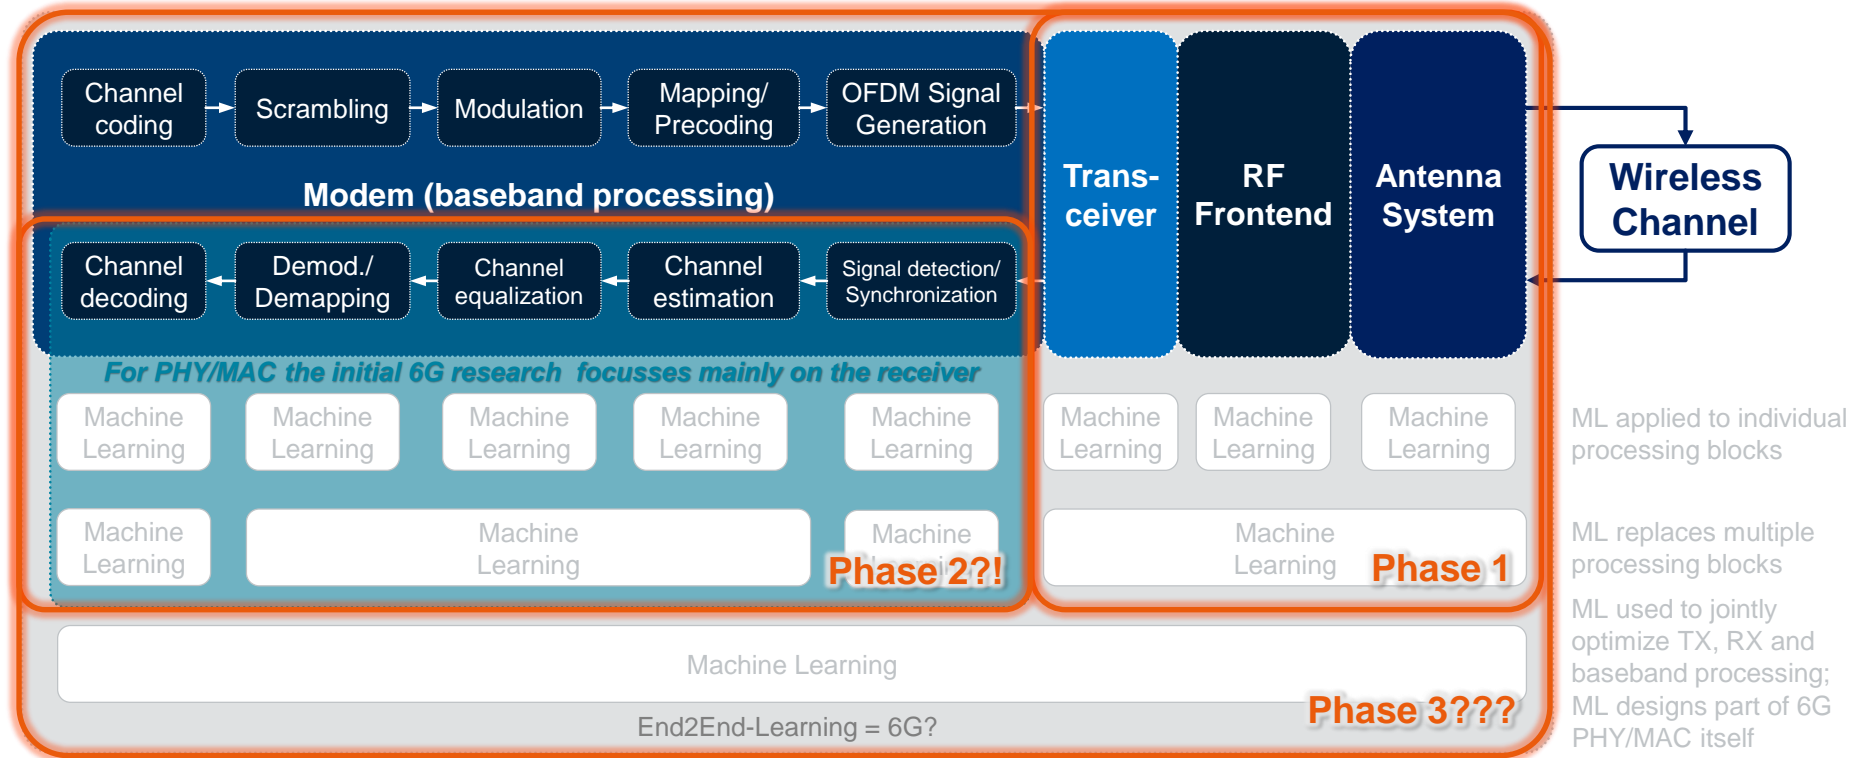 Channel
coding
Scrambling
Modulation
Mapping/
Precoding
OFDM Signal
Generation
Modem (baseband processing)
Trans-
ceiver
RF
Frontend
Antenna
System
Wireless
Channel
Channel
decoding
Demod./
Demapping
Channel
equalization
Channel
estimation
Signal detection/
Synchronization
For PHY/MAC the initial 6G research focusses mainly on the receiver
Machine
Learning
Machine
Learning
Machine
Learning
Machine
Learning
Machine
Learning
Machine
Learning
Machine
Learning
Machine
Learning
ML applied to individual
processing blocks
Machine
Learning
Machine
Learning
Machine
Learning
Phase 2?!
Machine
Learning
Phase 1
ML replaces multiple
processing blocks
Machine Learning
Phase 3???
End2End-Learning = 6G?
ML used to jointly
optimize TX, RX and
baseband processing;
ML designs part of 6G
PHY/MAC itself